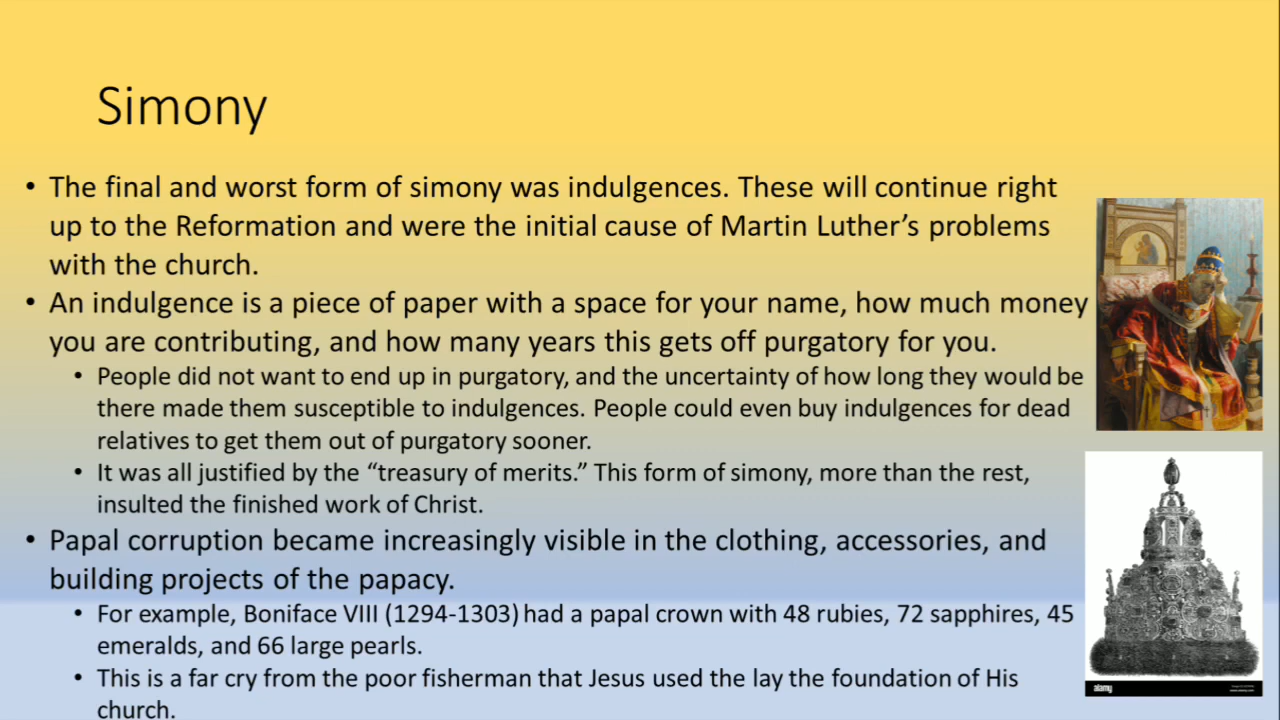 Simony
• The final and worst form of simony was indulgences. These will continue right
up to the Reformation and were the initial cause of Martin Luther’s problems
with the church.
• An indulgence is a piece of paper with a space for your name, how much money
you are contributing, and how many years this gets off purgatory for you.
• People did not want to end up in purgatory, and the uncertainty of how long they would be
there made them susceptible to indulgences. People could even buy indulgences for dead
relatives to get them out of purgatory sooner.
• It was all justified by the “treasury of merits.” This form of simony, more than the rest,
insulted the finished work of Christ.
• Papal corruption became increasingly visible in the clothing, accessories, and
building projects of the papacy.
• For example, Boniface VIII (1294-1303) had a papal crown with 48 rubies, 72 sapphires, 45
emeralds, and 66 large pearls.
• This is a far cry from the poor fisherman that Jesus used the lay the foundation of His
church.
alamy